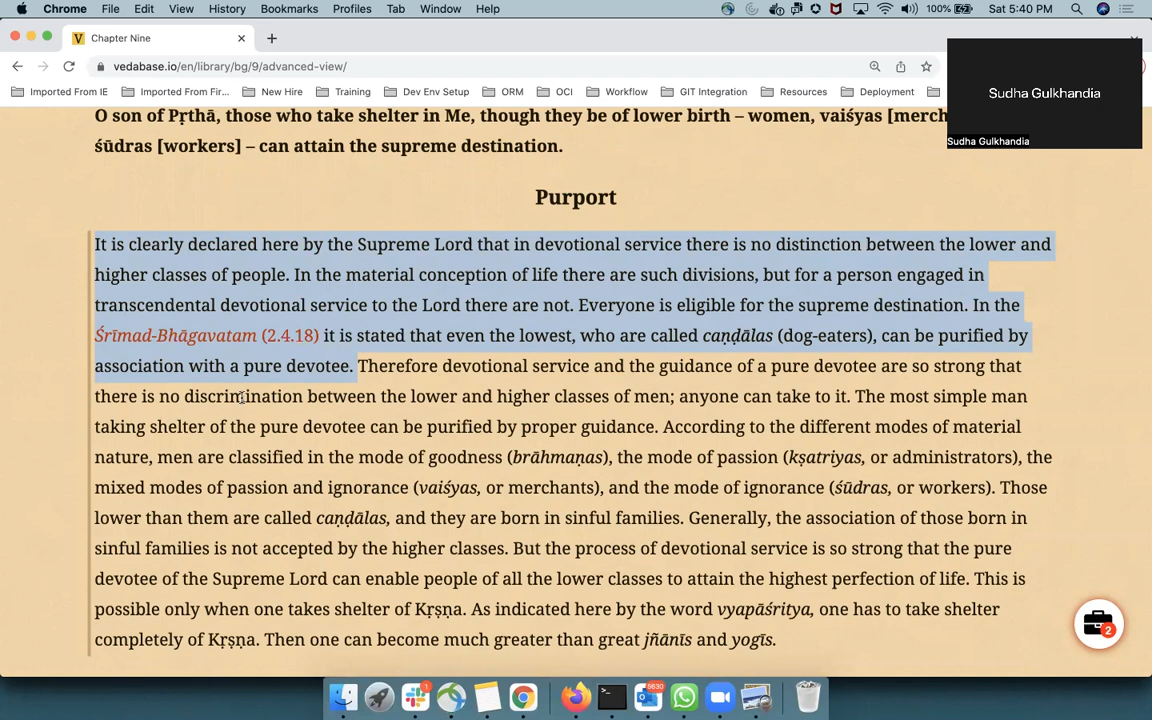 Chrome File Edit View History Bookmarks Profiles Tab Window Help 100% Sat 5:40 PM
V Chapter Nine
vedabase.io/en/library/bg/9/advanced-view/
Imported From IE Imported From Fir... New Hire Training Dev Env Setup ORM OCI Workflow GIT Integration Resources Deployment
Sudha Gulkhandia
Sudha Gulkhandia
O son of Pṛthā, those who take shelter in Me, though they be of lower birth – women, vaiśyas [merch
śūdras [workers] – can attain the supreme destination.
Purport
It is clearly declared here by the Supreme Lord that in devotional service there is no distinction between the lower and
higher classes of people. In the material conception of life there are such divisions, but for a person engaged in
transcendental devotional service to the Lord there are not. Everyone is eligible for the supreme destination. In the
Śrīmad-Bhāgavatam (2.4.18) it is stated that even the lowest, who are called caṇḍālas (dog-eaters), can be purified by
association with a pure devotee. Therefore devotional service and the guidance of a pure devotee are so strong that
there is no discrimination between the lower and higher classes of men; anyone can take to it. The most simple man
taking shelter of the pure devotee can be purified by proper guidance. According to the different modes of material
nature, men are classified in the mode of goodness (brāhmaṇas), the mode of passion (kṣatriyas, or administrators), the
mixed modes of passion and ignorance (vaiśyas, or merchants), and the mode of ignorance (śūdras, or workers). Those
lower than them are called caṇḍālas, and they are born in sinful families. Generally, the association of those born in
sinful families is not accepted by the higher classes. But the process of devotional service is so strong that the pure
devotee of the Supreme Lord can enable people of all the lower classes to attain the highest perfection of life. This is
possible only when one takes shelter of Kṛṣṇa. As indicated here by the word vyapāśritya, one has to take shelter
completely of Kṛṣṇa. Then one can become much greater than great jñānīs and yogīs.
2
1
5630